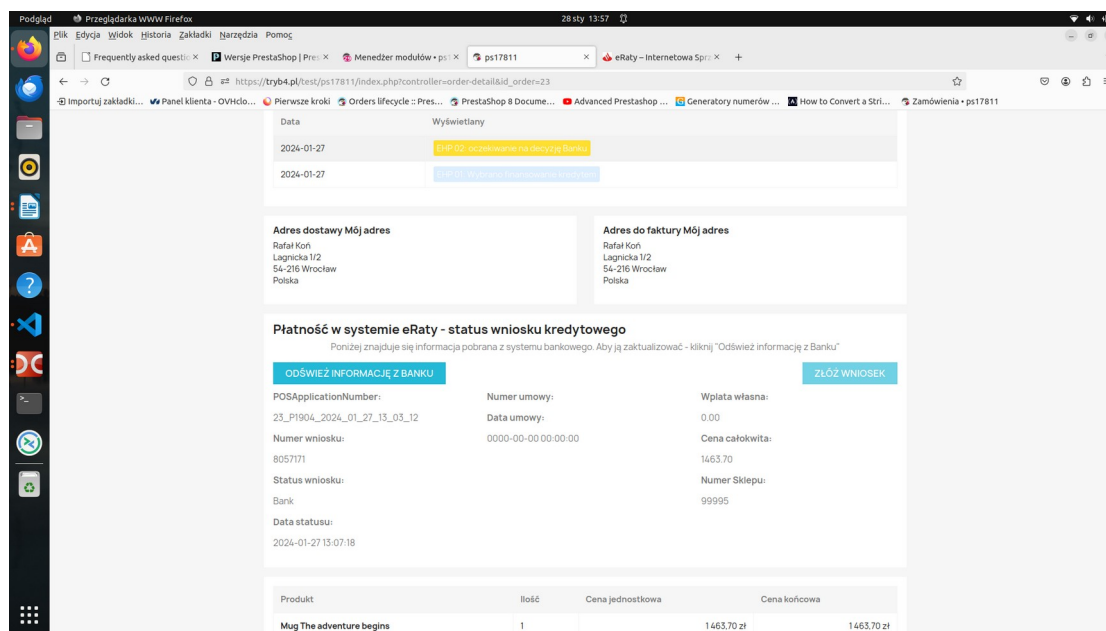 Podgląd Przeglądarka WWW Firefox 28 sty 13:57
Plik Edycja Widok Historia Zakładki Narzędzia Pomoc
Frequently asked questi Wersje PrestaShop | Pres Menedżer modułów • ps1 ps17811 eRaty – Internetowa Sprz
https://tryb4.pl/test/ps17811/index.php?controller=order-detail&id_order=23
Importuj zakładki... Panel klienta - OVHclo... Pierwsze kroki Orders lifecycle :: Pres... PrestaShop 8 Docume... Advanced Prestashop ... Generatory numerów ... How to Convert a Stri... Zamówienia • ps17811
Data Wyświetlany
2024-01-27 EHP 02: oczekiwanie na decyzję Banku
2024-01-27 EHP 01: Wybrano finansowanie kredytem
Adres dostawy Mój adres Adres do faktury Mój adres
Rafał Koń Rafał Koń
Lagnicka 1/2 Lagnicka 1/2
54-216 Wrocław 54-216 Wrocław
Polska Polska
Płatność w systemie eRaty - status wniosku kredytowego
Poniżej znajduje się informacja pobrana z systemu bankowego. Aby ją zaktualizować - kliknij "Odśwież informację z Banku"
ODŚWIEŻ INFORMACJĘ Z BANKU ZŁÓŻ WNIOSEK
POSApplicationNumber: Numer umowy: Wplata własna:
23_P1904_2024_01_27_13_03_12 Data umowy: 0.00
Numer wniosku: 0000-00-00 00:00:00 Cena całokwita:
8057171 1463.70
Status wniosku: Numer Sklepu:
Bank 99995
Data statusu:
2024-01-27 13:07:18
Produkt Ilość Cena jednostkowa Cena końcowa
Mug The adventure begins 1 1 463,70 zł 1 463,70 zł